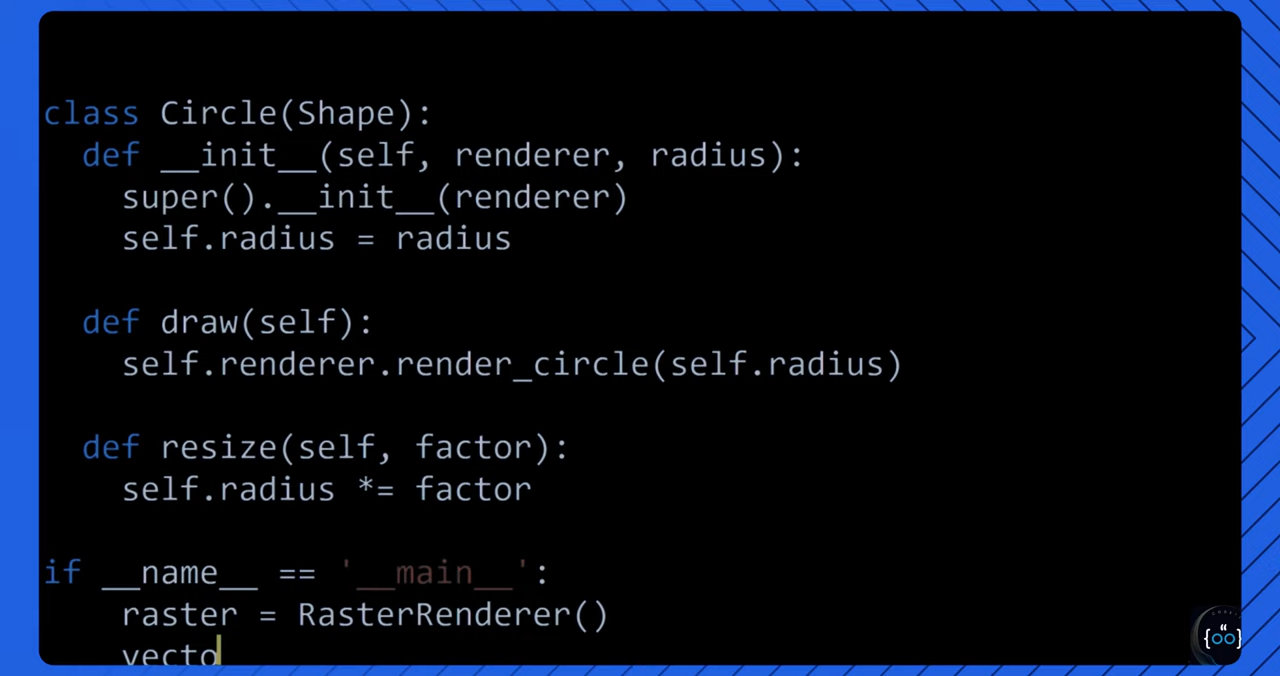 class Circle(Shape):
  def __init__(self, renderer, radius):
    super().__init__(renderer)
    self.radius = radius
  def draw(self):
    self.renderer.render_circle(self.radius)
  def resize(self, factor):
    self.radius *= factor
if __name__ == '__main__':
    raster = RasterRenderer()
    vecto